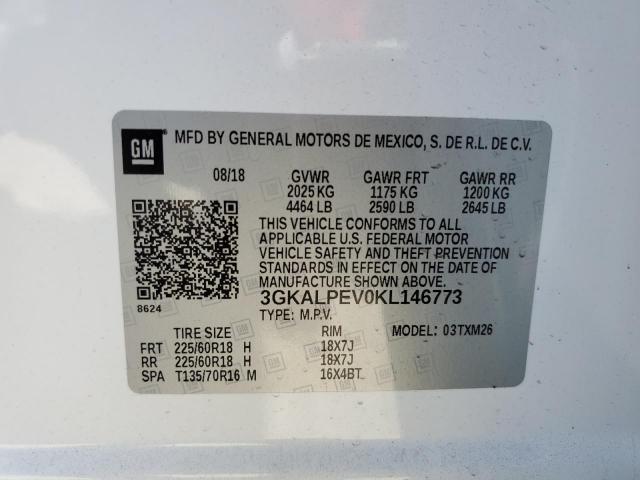 GM ® MFD BY GENERAL MOTORS DE MEXICO, S. DE R.L. DE C.V.
08/18 GVWR GAWR FRT GAWR RR
2025 KG 1175 KG 1200 KG
4464 LB 2590 LB 2645 LB
THIS VEHICLE CONFORMS TO ALL
APPLICABLE U.S. FEDERAL MOTOR
VEHICLE SAFETY AND THEFT PREVENTION
STANDARDS IN EFFECT ON THE DATE OF
MANUFACTURE SHOWN ABOVE.
3GKALPEV0KL146773
8624
TYPE: M.P.V.
TIRE SIZE RIM MODEL: 03TXM26
FRT 225/60R18 H 18X7J
RR 225/60R18 H 18X7J
SPA T135/70R16 M 16X4BT